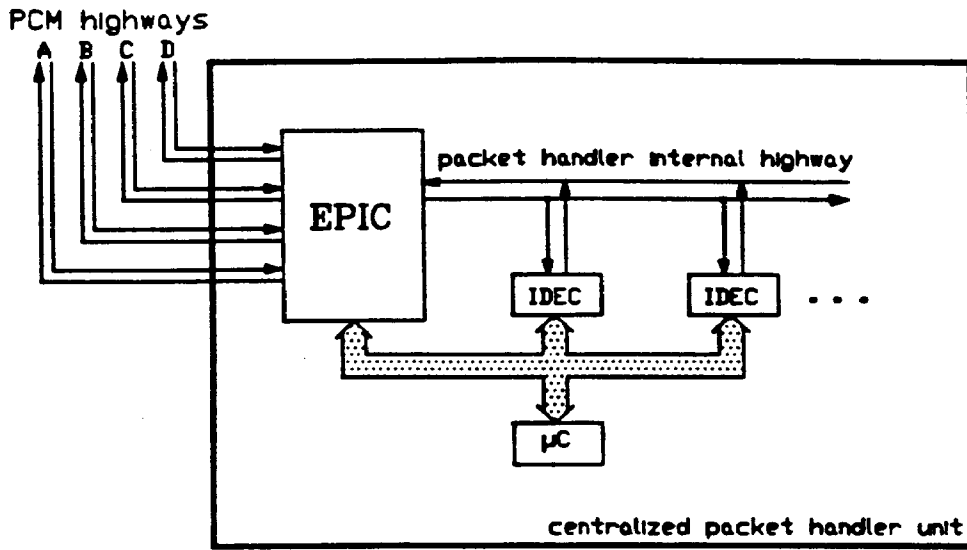 PCM highways
A B C D
packet handler internal highway
EPIC
IDEC IDEC ...
µC
centralized packet handler unit